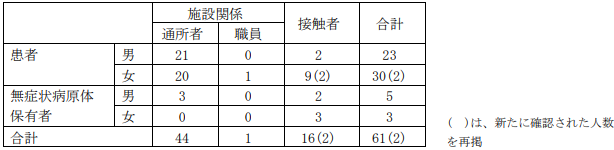 施設関係 接触者 合計
通所者 職員
患者 男 21 0 2 23
女 20 1 9(2) 30(2)
無症状病原体 男 3 0 2 5
保有者 女 0 0 3 3
合計 44 1 16(2) 61(2)
(　)は、新たに確認された人数
を再掲